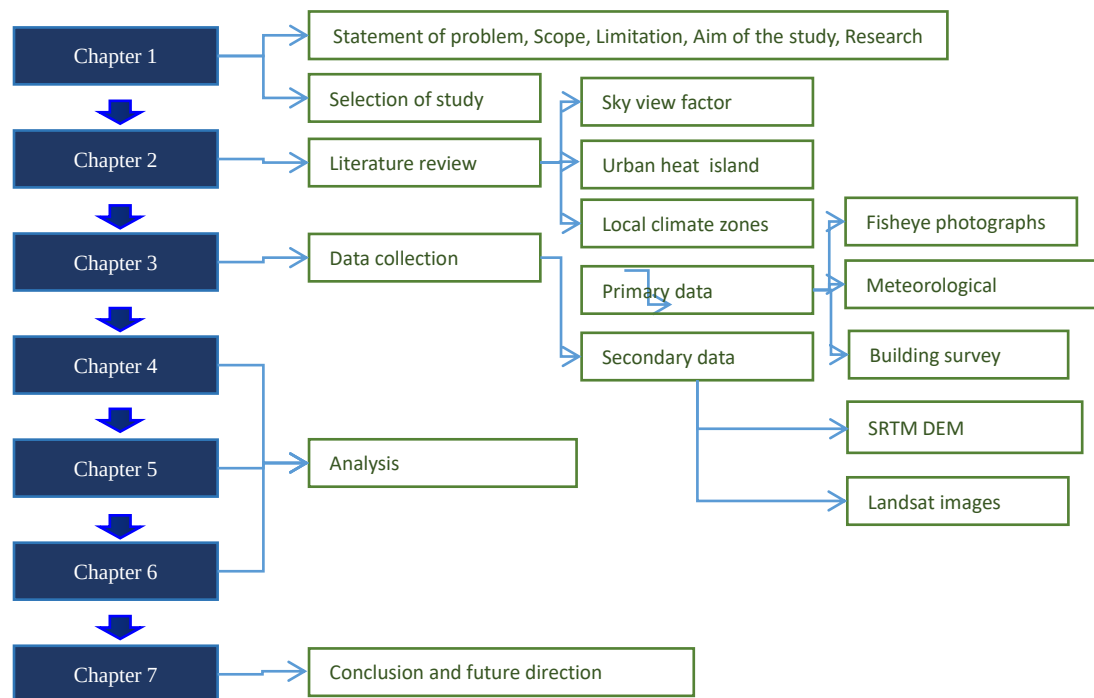 Chapter 1
Statement of problem, Scope, Limitation, Aim of the study, Research
Selection of study
Chapter 2
Literature review
Sky view factor
Urban heat island
Local climate zones
Chapter 3
Data collection
Primary data
Fisheye photographs
Meteorological
Building survey
Secondary data
SRTM DEM
Landsat images
Chapter 4
Chapter 5
Analysis
Chapter 6
Chapter 7
Conclusion and future direction